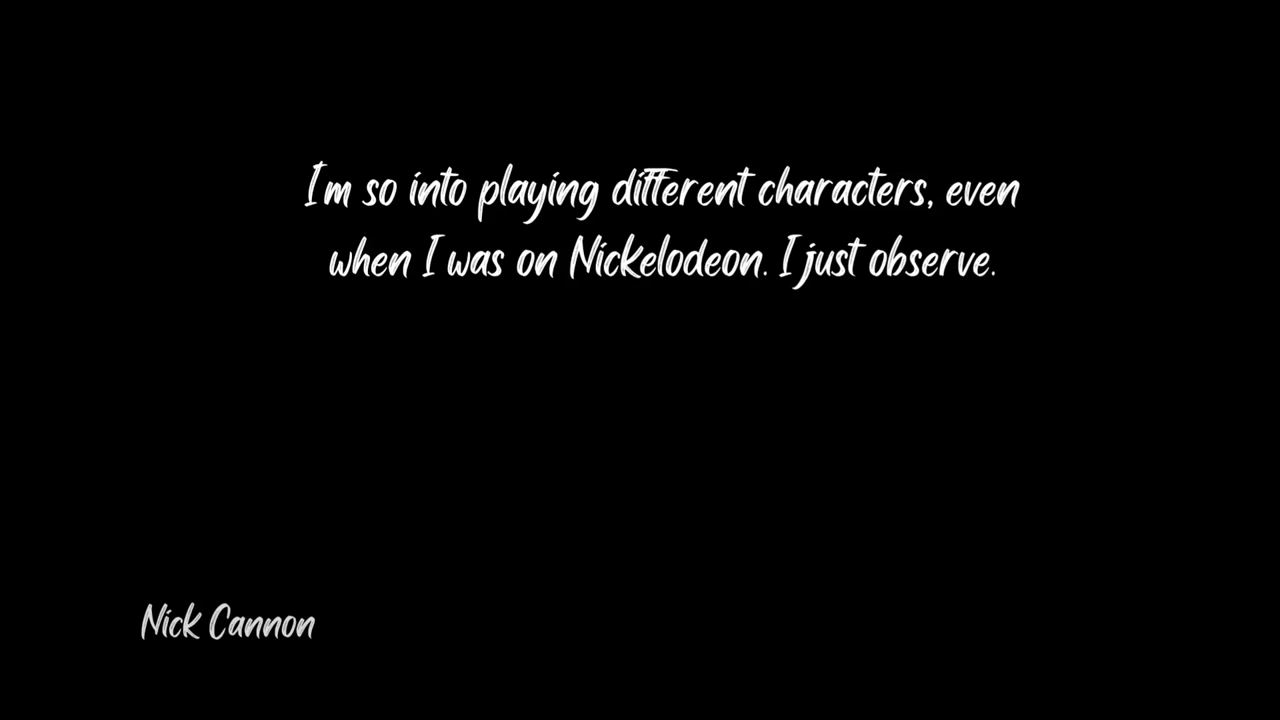 I'm so into playing different characters, even
when I was on Nickelodeon. I just observe.
Nick Cannon